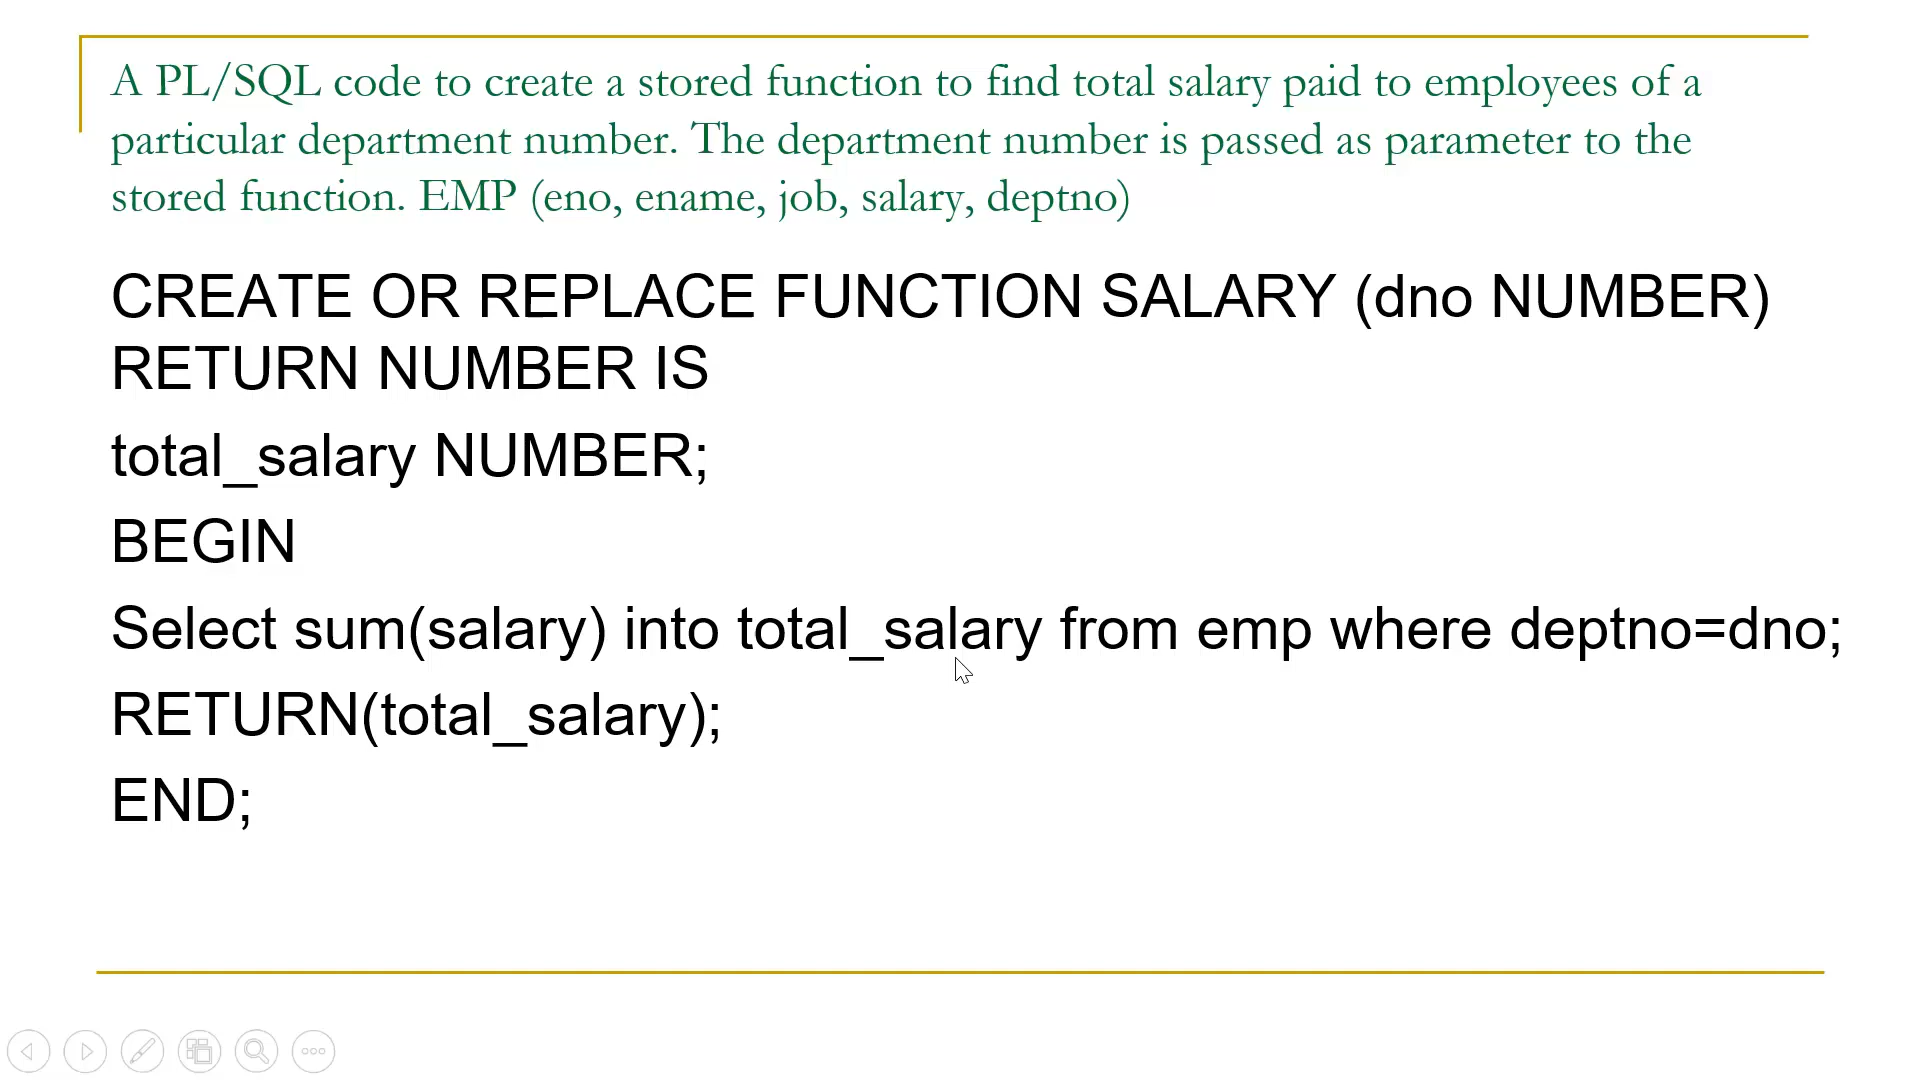 A PL/SQL code to create a stored function to find total salary paid to employees of a
particular department number. The department number is passed as parameter to the
stored function. EMP (eno, ename, job, salary, deptno)
CREATE OR REPLACE FUNCTION SALARY (dno NUMBER)
RETURN NUMBER IS
total_salary NUMBER;
BEGIN
Select sum(salary) into total_salary from emp where deptno=dno;
RETURN(total_salary);
END;